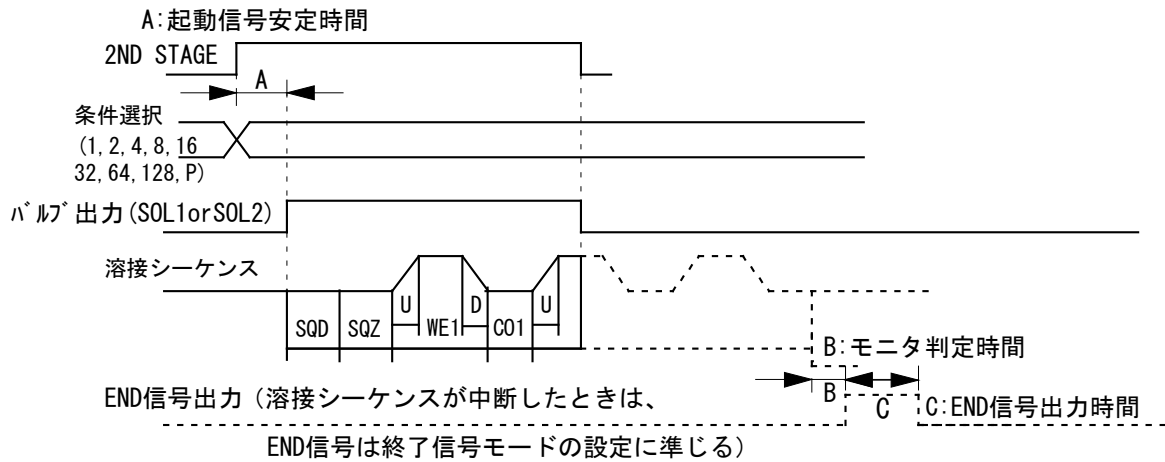 A:起動信号安定時間
2ND STAGE
A
条件選択
(1,2,4,8,16
32,64,128,P)
バルブ出力(SOL1orSOL2)
溶接シーケンス
SQD SQZ U WE1 D CO1 U
B:モニタ判定時間
B
C
C:END信号出力時間
END信号出力(溶接シーケンスが中断したときは、
END信号は終了信号モードの設定に準じる)